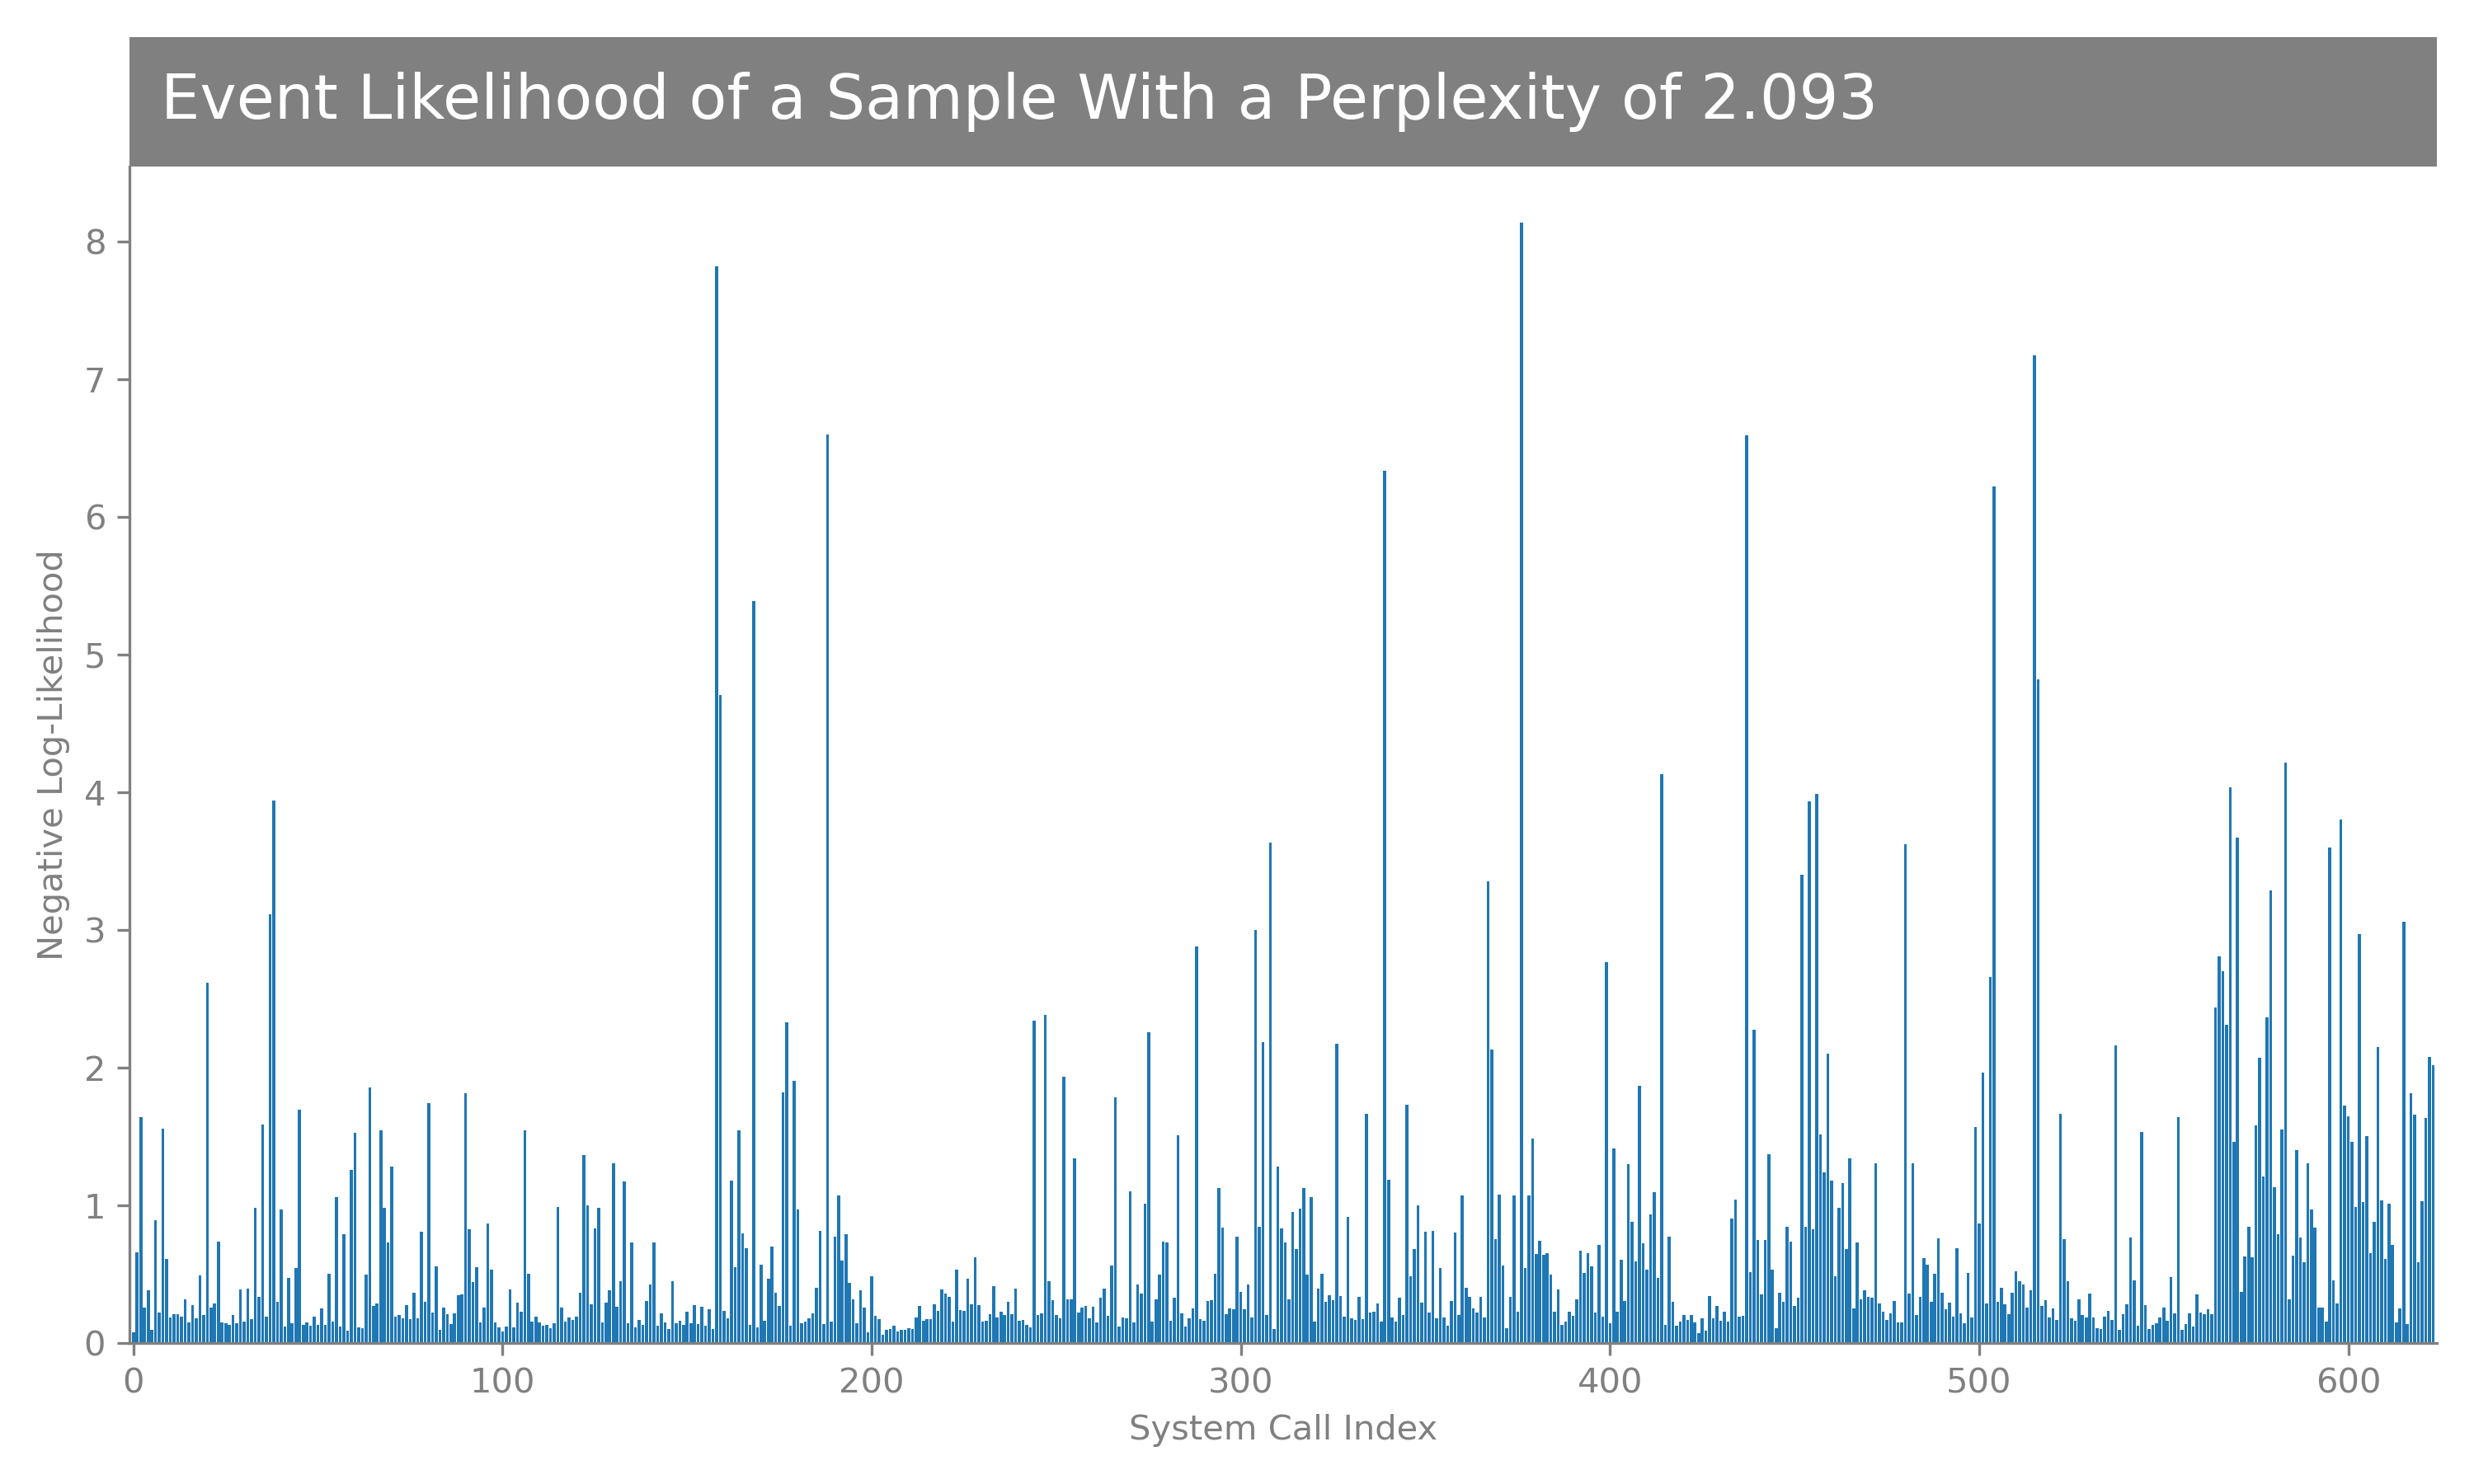 Event Likelihood of a Sample With a Perplexity of 2.093
8
7
6
5
4
3
2
1
0
Negative Log-Likelihood
0 100 200 300 400 500 600
System Call Index